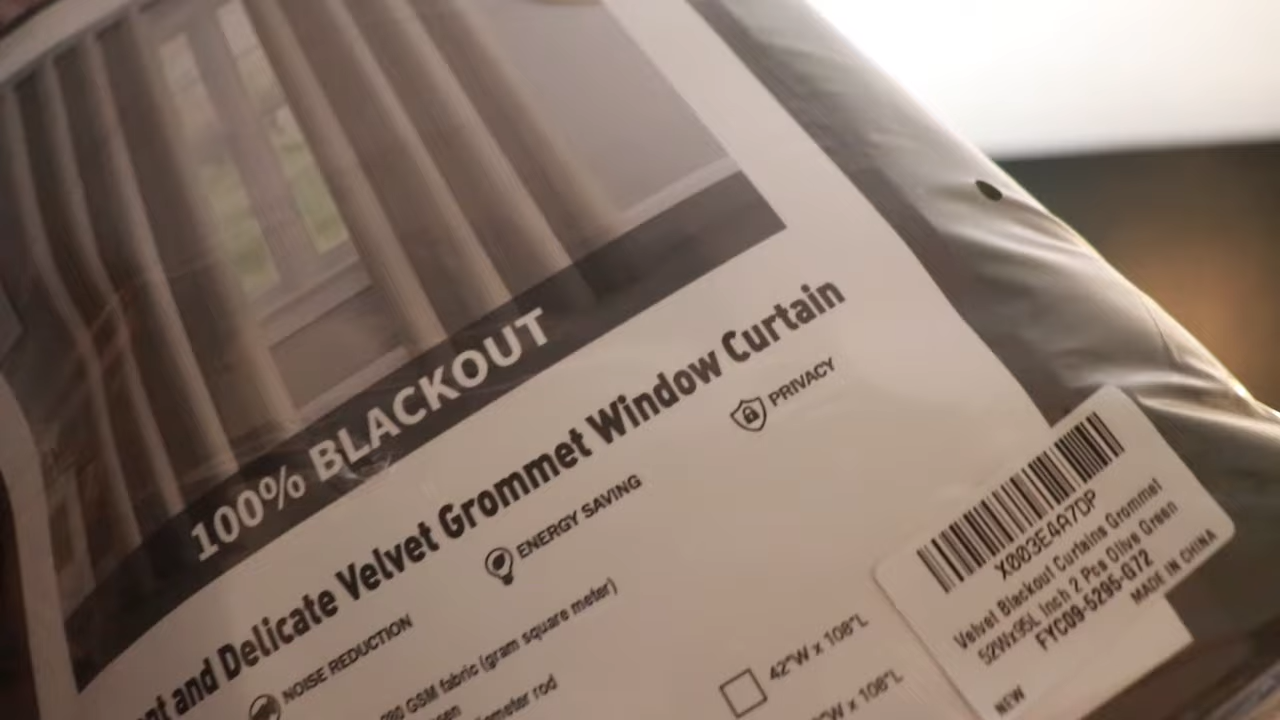 100% BLACKOUT
and Delicate Velvet Grommet Window Curtain
NOISE REDUCTION
ENERGY SAVING
PRIVACY
GSM fabric (gram square meter)
rod
42"W x 108"L
x 108"L
X003E4A7DP
Velvet Blackout Curtains Grommet
52Wx95L Inch 2 Pcs Olive Green
FYC09-5295-G72
MADE IN CHINA
NEW